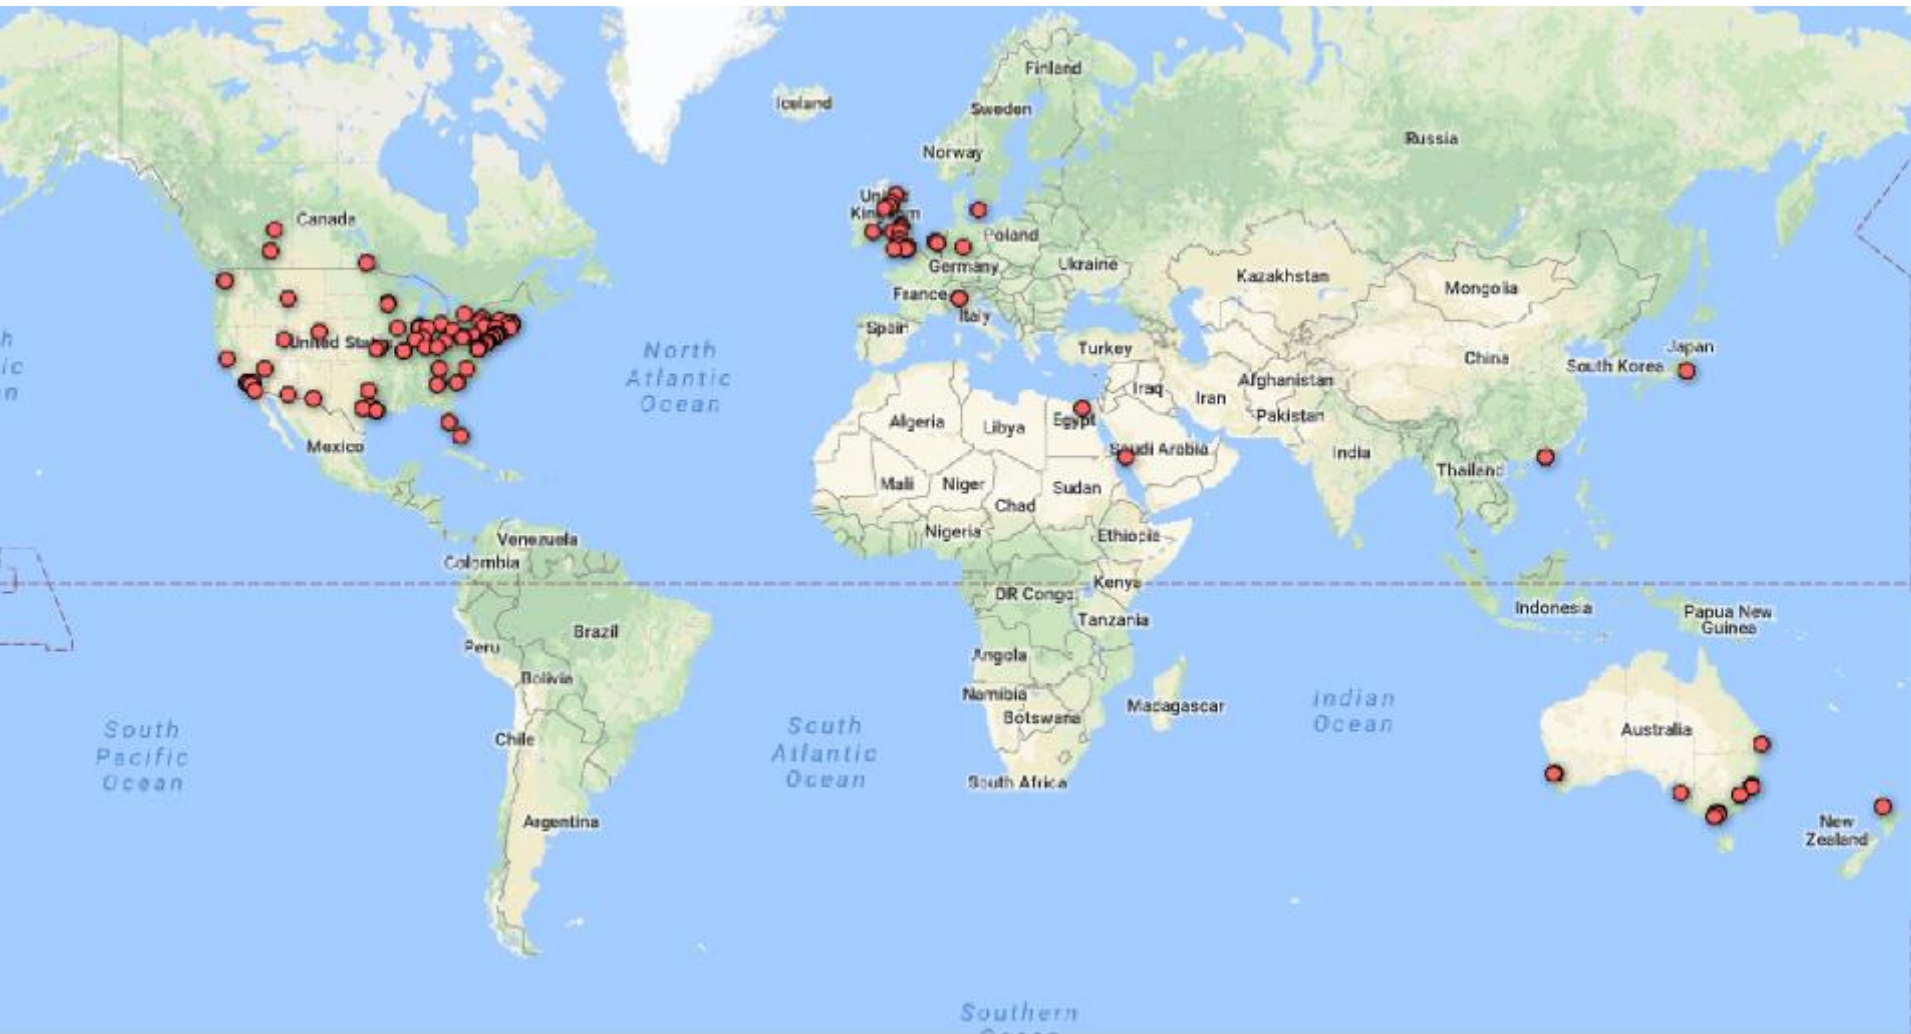 Finland
Iceland
Sweden
Russia
Norway
Canada
Poland
Germany
Ukraine
Kazakhstan
Mongolia
France
Italy
Spain
North
Atlantic
Ocean
Turkey
Japan
South Korea
China
Afghanistan
Iraq
Iran
Pakistan
Algeria
Libya
Egypt
Saudi Arabia
India
Mexico
Mali
Niger
Sudan
Chad
Thailand
Nigeria
Ethiopia
Venezuela
Colombia
Kenya
DR Congo
Indonesia
Papua New
Guinea
Tanzania
Brazil
Peru
Angola
Bolivia
Namibia
Madagascar
Botswana
Indian
Ocean
South
Pacific
Ocean
South
Atlantic
Ocean
Chile
Australia
South Africa
Argentina
New
Zealand
Southern